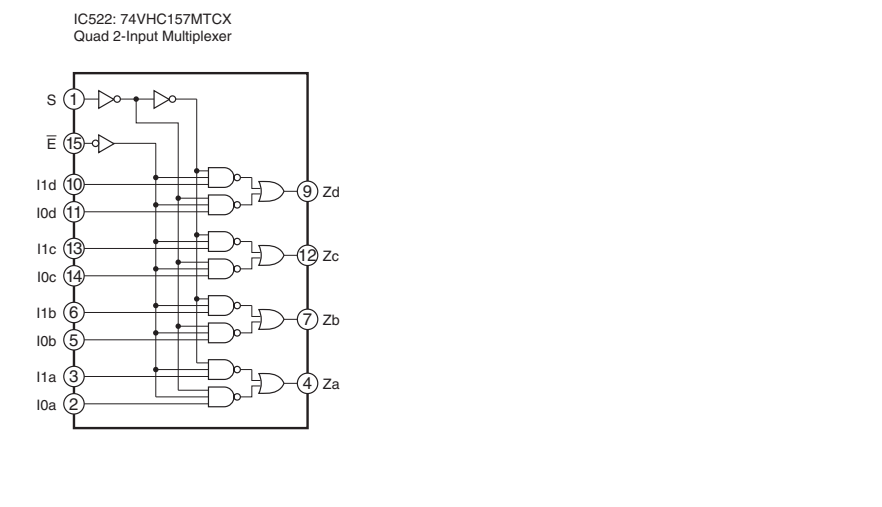 IC522: 74VHC157MTCX
Quad 2-Input Multiplexer
S 1
E 15
I1d 10
9 Zd
I0d 11
I1c 13
12 Zc
I0c 14
I1b 6
7 Zb
I0b 5
I1a 3
4 Za
I0a 2